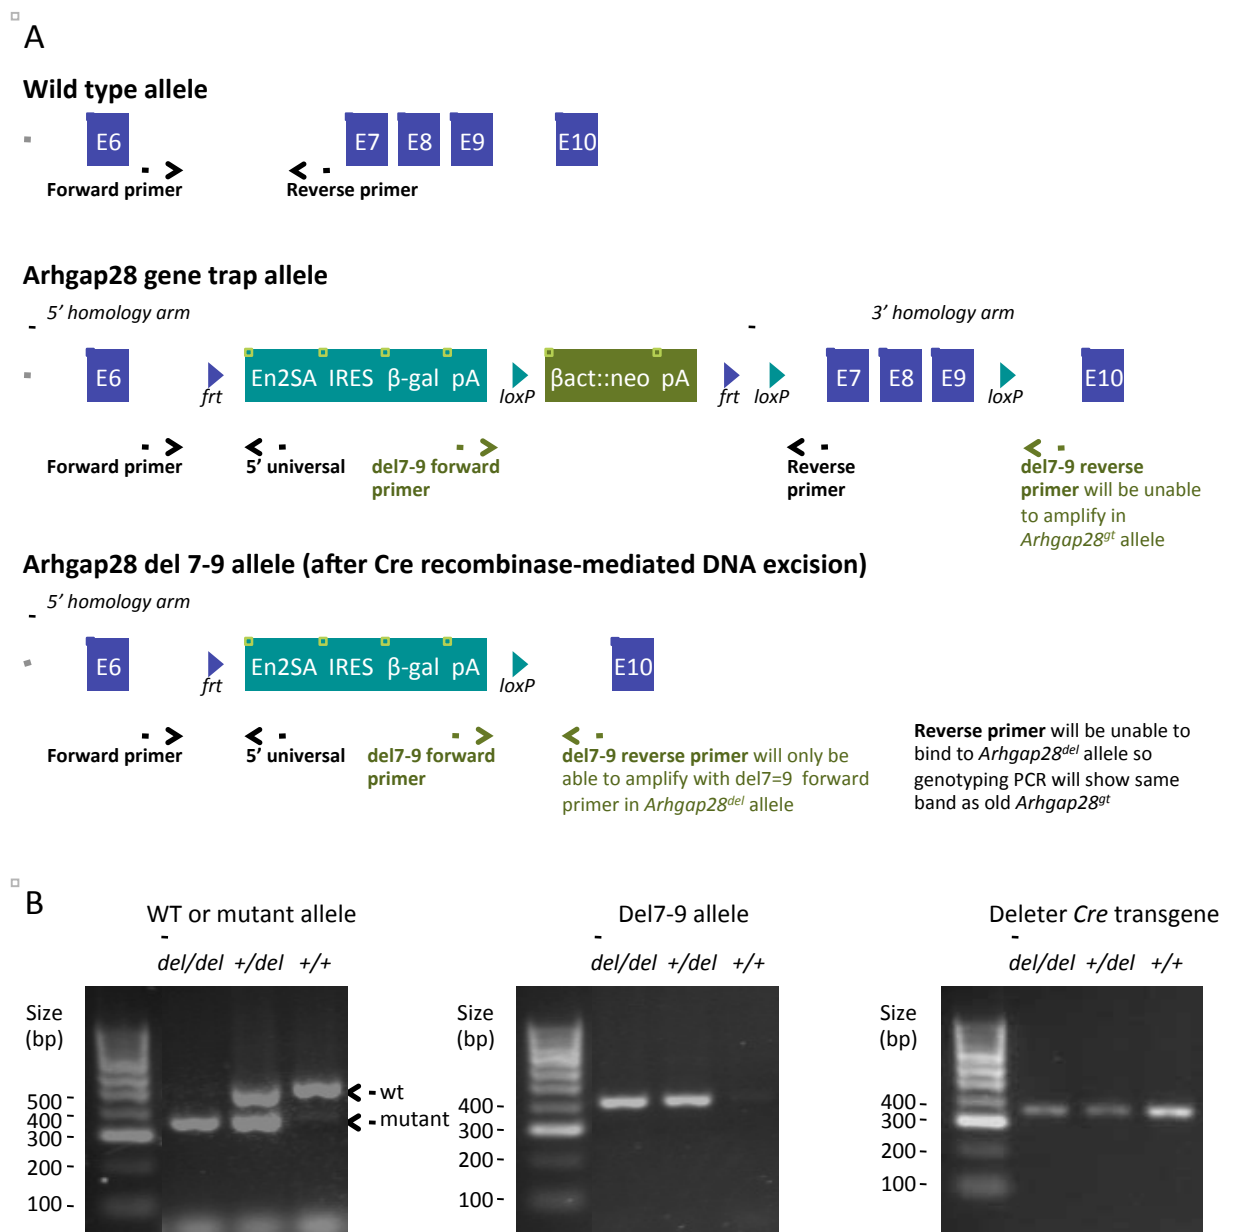 A
Wild type allele
E6 E7 E8 E9 E10
Forward primer Reverse primer
Arhgap28 gene trap allele
5’ homology arm 3’ homology arm
E6 En2SA IRES β-gal pA βact::neo pA E7 E8 E9 E10
frt loxP frt loxP loxP
Forward primer 5’ universal del7-9 forward primer Reverse primer del7-9 reverse primer will be unable to amplify in Arhgap28gt allele
Arhgap28 del 7-9 allele (after Cre recombinase-mediated DNA excision)
5’ homology arm
E6 En2SA IRES β-gal pA E10
frt loxP
Forward primer 5’ universal del7-9 forward primer
del7-9 reverse primer will only be
able to amplify with del7=9 forward
primer in Arhgap28del allele
Reverse primer will be unable to
bind to Arhgap28del allele so
genotyping PCR will show same
band as old Arhgap28gt
B
WT or mutant allele Del7-9 allele Deleter Cre transgene
del/del +/del +/+ del/del +/del +/+ del/del +/del +/+
Size (bp)
500
400
300
200
100
wt
mutant
Size (bp)
400
300
200
100
Size (bp)
400
300
200
100